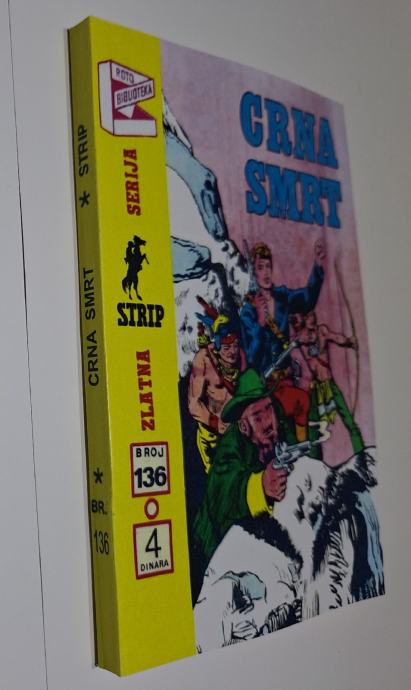 STRIP
*
CRNA SMRT
*
BR.
136
ROTO
BIBLIOTEKA
ZLATNA
STRIP
SERIJA
BROJ
136
4
DINARA
CRNA
SMRT